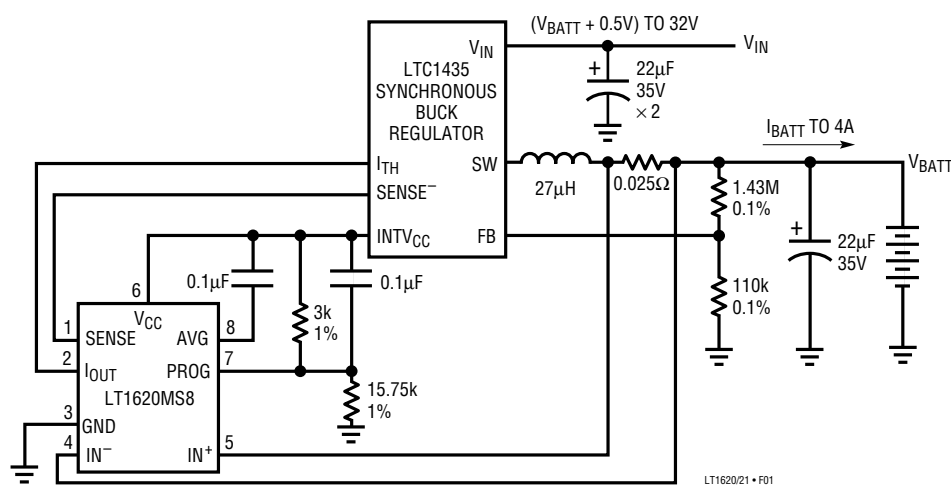 (VBATT + 0.5V) TO 32V
VIN
VIN
LTC1435
SYNCHRONOUS
BUCK
REGULATOR
+
22µF
35V
× 2
IBATT TO 4A
ITH
SW
27µH
0.025Ω
VBATT
SENSE–
1.43M
0.1%
INTVCC
FB
+
22µF
35V
0.1µF
0.1µF
110k
0.1%
6
VCC
3k
1%
1
SENSE
AVG
8
2
IOUT
PROG
7
LT1620MS8
15.75k
1%
3
GND
4
IN–
IN+
5
LT1620/21 • F01